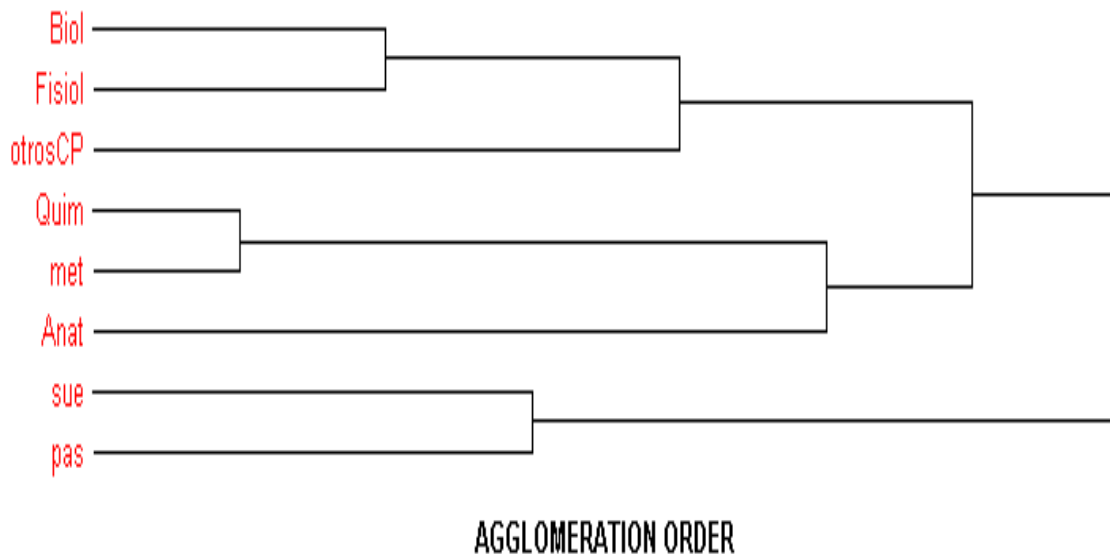 Biol
Fisiol
otrosCP
Quim
met
Anat
sue
pas
AGGLOMERATION ORDER